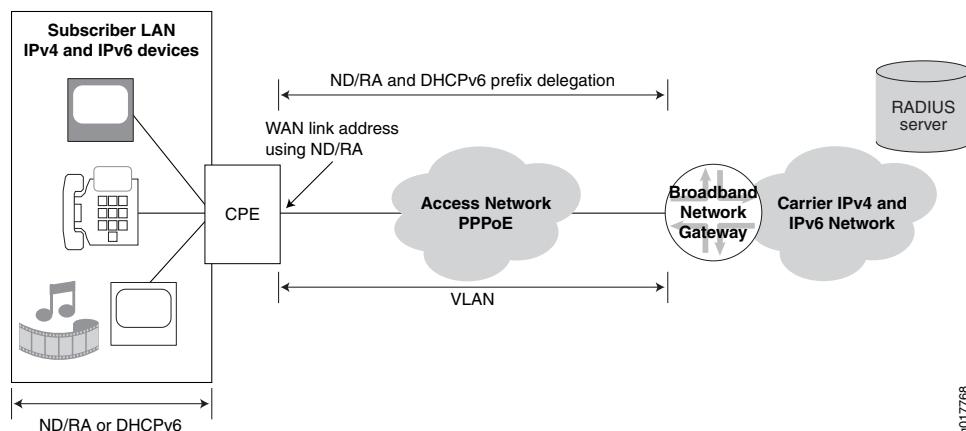 Subscriber LAN
IPv4 and IPv6 devices
ND/RA and DHCPv6 prefix delegation
WAN link address
using ND/RA
RADIUS
server
CPE
Access Network
PPPoE
Broadband
Network
Gateway
Carrier IPv4 and
IPv6 Network
VLAN
ND/RA or DHCPv6
g017768